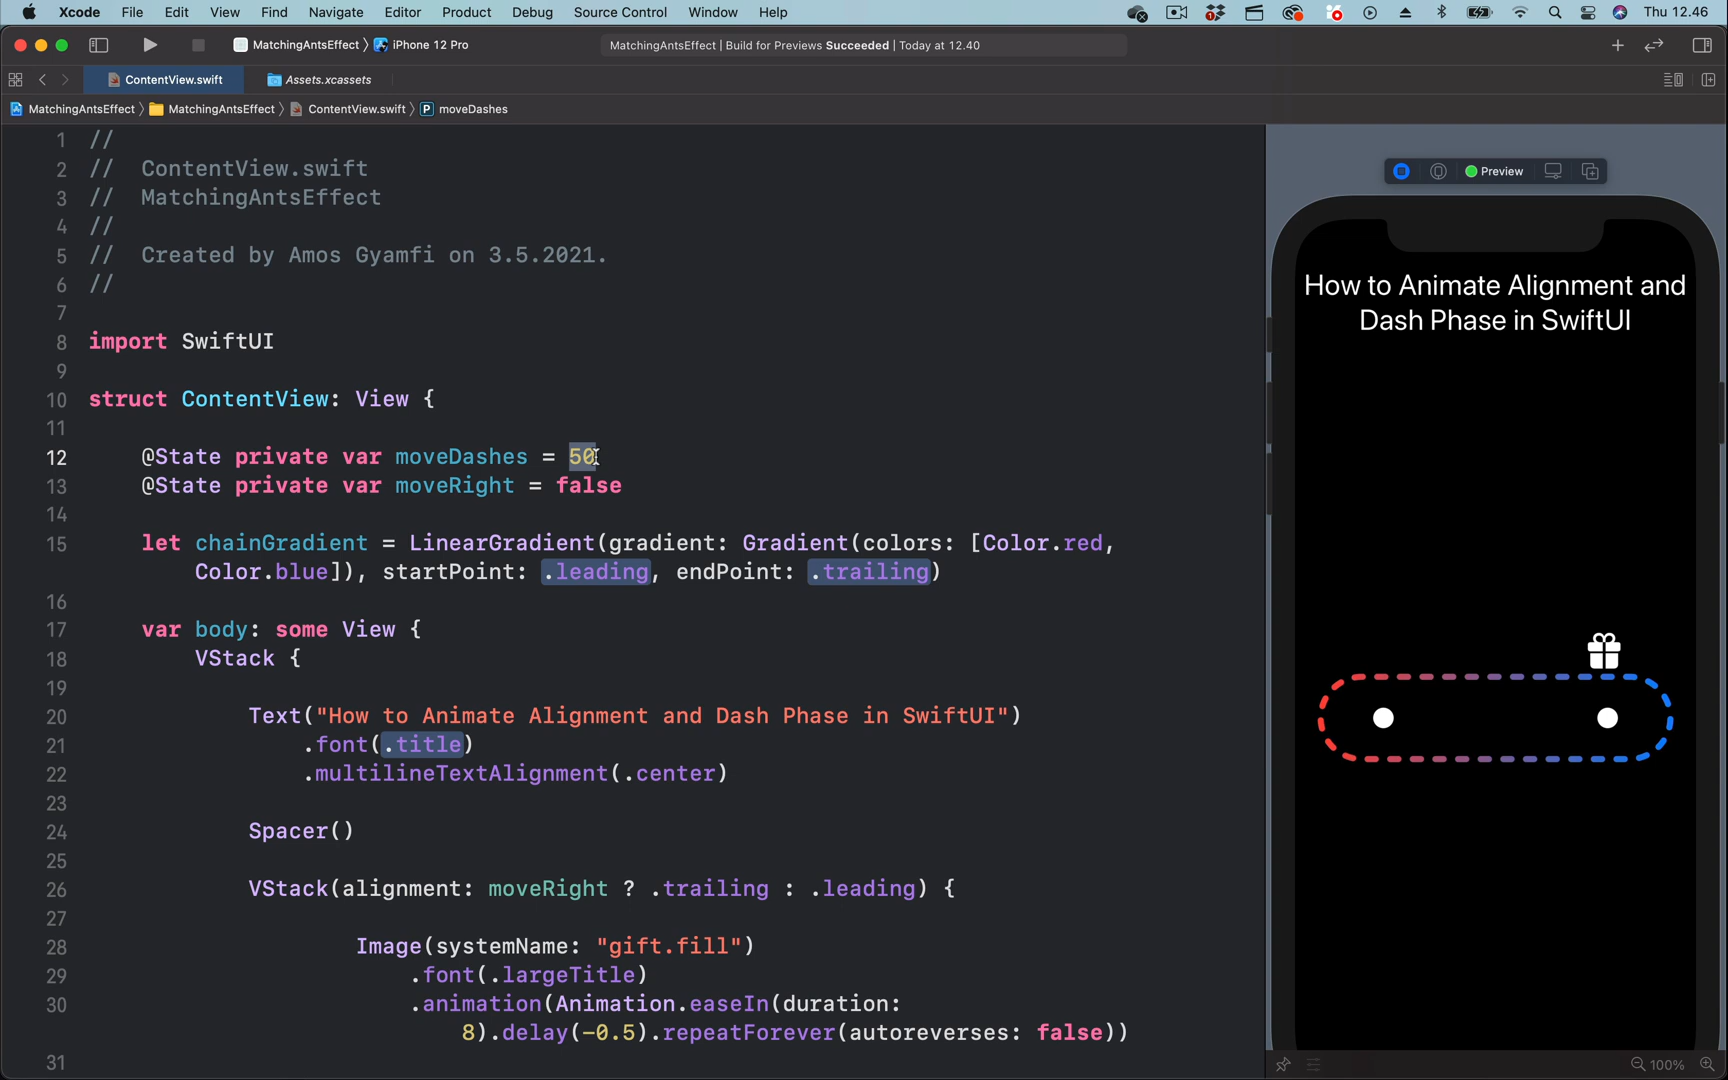 Xcode File Edit View Find Navigate Editor Product Debug Source Control Window Help Thu 12.46
MatchingAntsEffect iPhone 12 Pro MatchingAntsEffect | Build for Previews Succeeded | Today at 12.40
ContentView.swift Assets.xcassets
MatchingAntsEffect MatchingAntsEffect ContentView.swift P moveDashes
1 //
2 // ContentView.swift
3 // MatchingAntsEffect
4 //
5 // Created by Amos Gyamfi on 3.5.2021.
6 //
7
8 import SwiftUI
9
10 struct ContentView: View {
11
12 @State private var moveDashes = 50
13 @State private var moveRight = false
14
15 let chainGradient = LinearGradient(gradient: Gradient(colors: [Color.red,
Color.blue]), startPoint: .leading, endPoint: .trailing)
16
17 var body: some View {
18 VStack {
19
20 Text("How to Animate Alignment and Dash Phase in SwiftUI")
21 .font(.title)
22 .multilineTextAlignment(.center)
23
24 Spacer()
25
26 VStack(alignment: moveRight ? .trailing : .leading) {
27
28 Image(systemName: "gift.fill")
29 .font(.largeTitle)
30 .animation(Animation.easeIn(duration:
8).delay(-0.5).repeatForever(autoreverses: false))
31
Preview
How to Animate Alignment and
Dash Phase in SwiftUI
100%